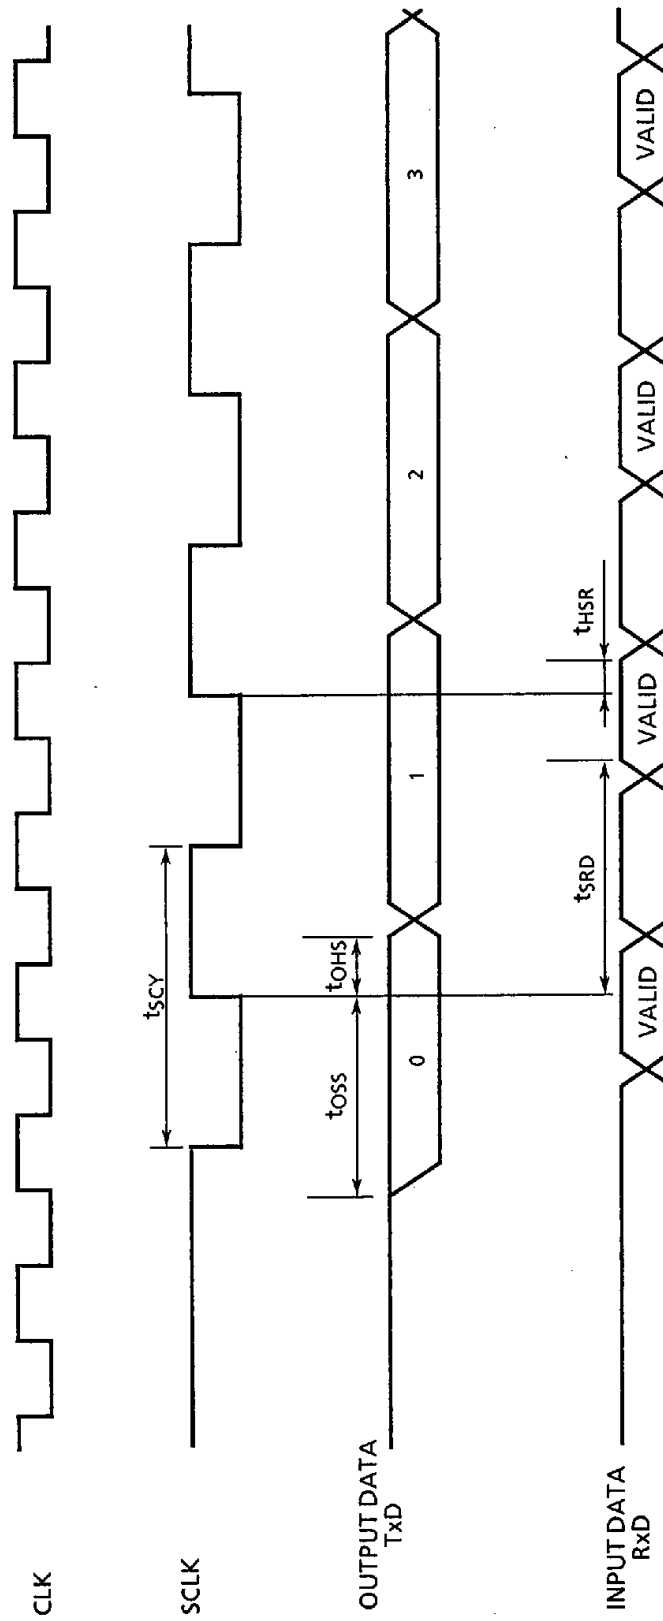 CLK
SCLK
tSCY
OUTPUT DATA
TxD
tOSS
tOHS
0
1
2
3
tSRD
tHSR
INPUT DATA
RxD
VALID
VALID
VALID
VALID